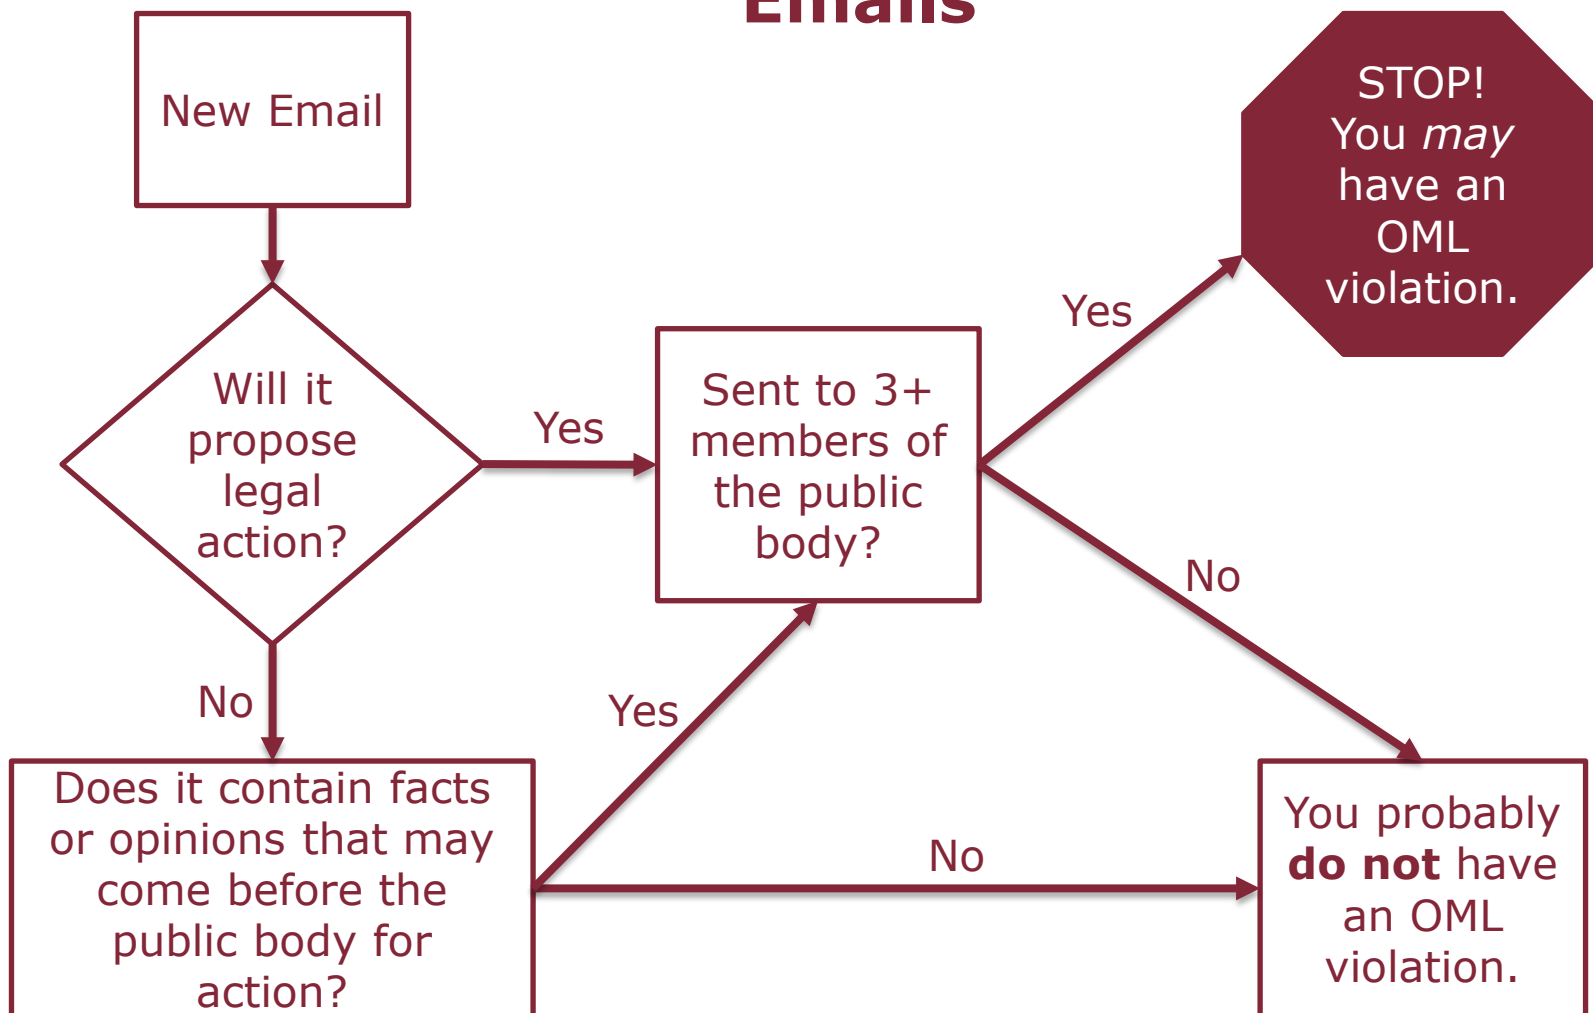 Emails
New Email
STOP!
You may
have an
OML
violation.
Will it
propose
legal
action?
Yes
Sent to 3+
members of
the public
body?
Yes
No
No
Yes
Does it contain facts
or opinions that may
come before the
public body for
action?
No
You probably
do not have
an OML
violation.